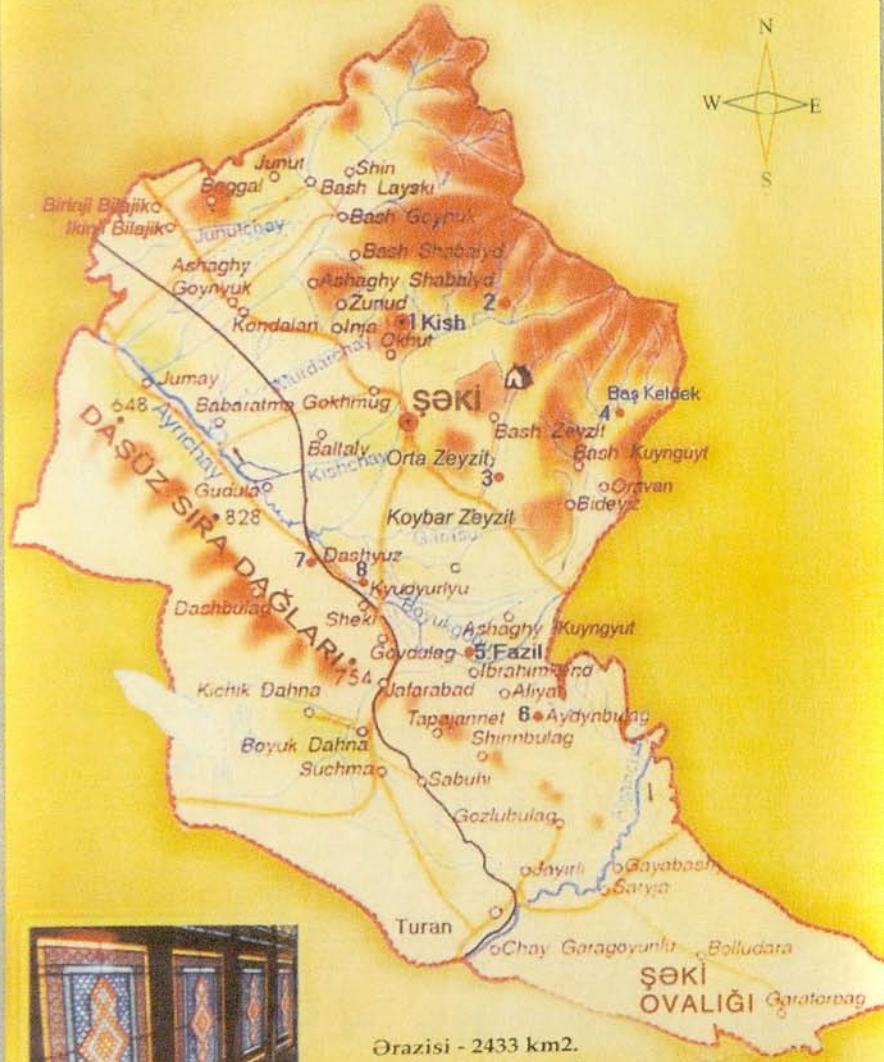 N
W E
S
Junut
Shin
Baggal
Bash Layski
Birinji Bilajik
Ikinji Bilajik
Bash Goynuk
Junutchay
Bash Shabalyd
Ashaghy
Goynyuk
Ashaghy Shabalyd
Zunud
2
Kondalan
Inja
1 Kish
Okhut
Jumay
648
Babaratma
Gokhmug
ŞƏKİ
Baş Keldek
4
Ayrichay
Baltaly
Bash Zeyzit
Kishchay
Orta Zeyzit
Bash Kuynguyt
3
DAŞÜZ SIRA DAĞLARI
Gudula
Oravan
Bideyiz
828
Koybar Zeyzit
7
Dashyuz
8
Kyudyurlyu
Dashbulag
Sheki
Ashaghy Kuyngyut
Govdulag
5 Fazil
Ibrahimkend
754
Jafarabad
Aliyar
Kichik Dahna
Tapajannet
6
Aydynbulag
Shinnbulag
Boyuk Dahna
Suchma
Sabuhi
Gozlubulag
Jayirli
Gayabashy
Saryja
Turan
Chay Garagoyunlu
Bolludara
ŞƏKİ
OVALIĞI
Garatorpag
Ərazisi - 2433 km2.